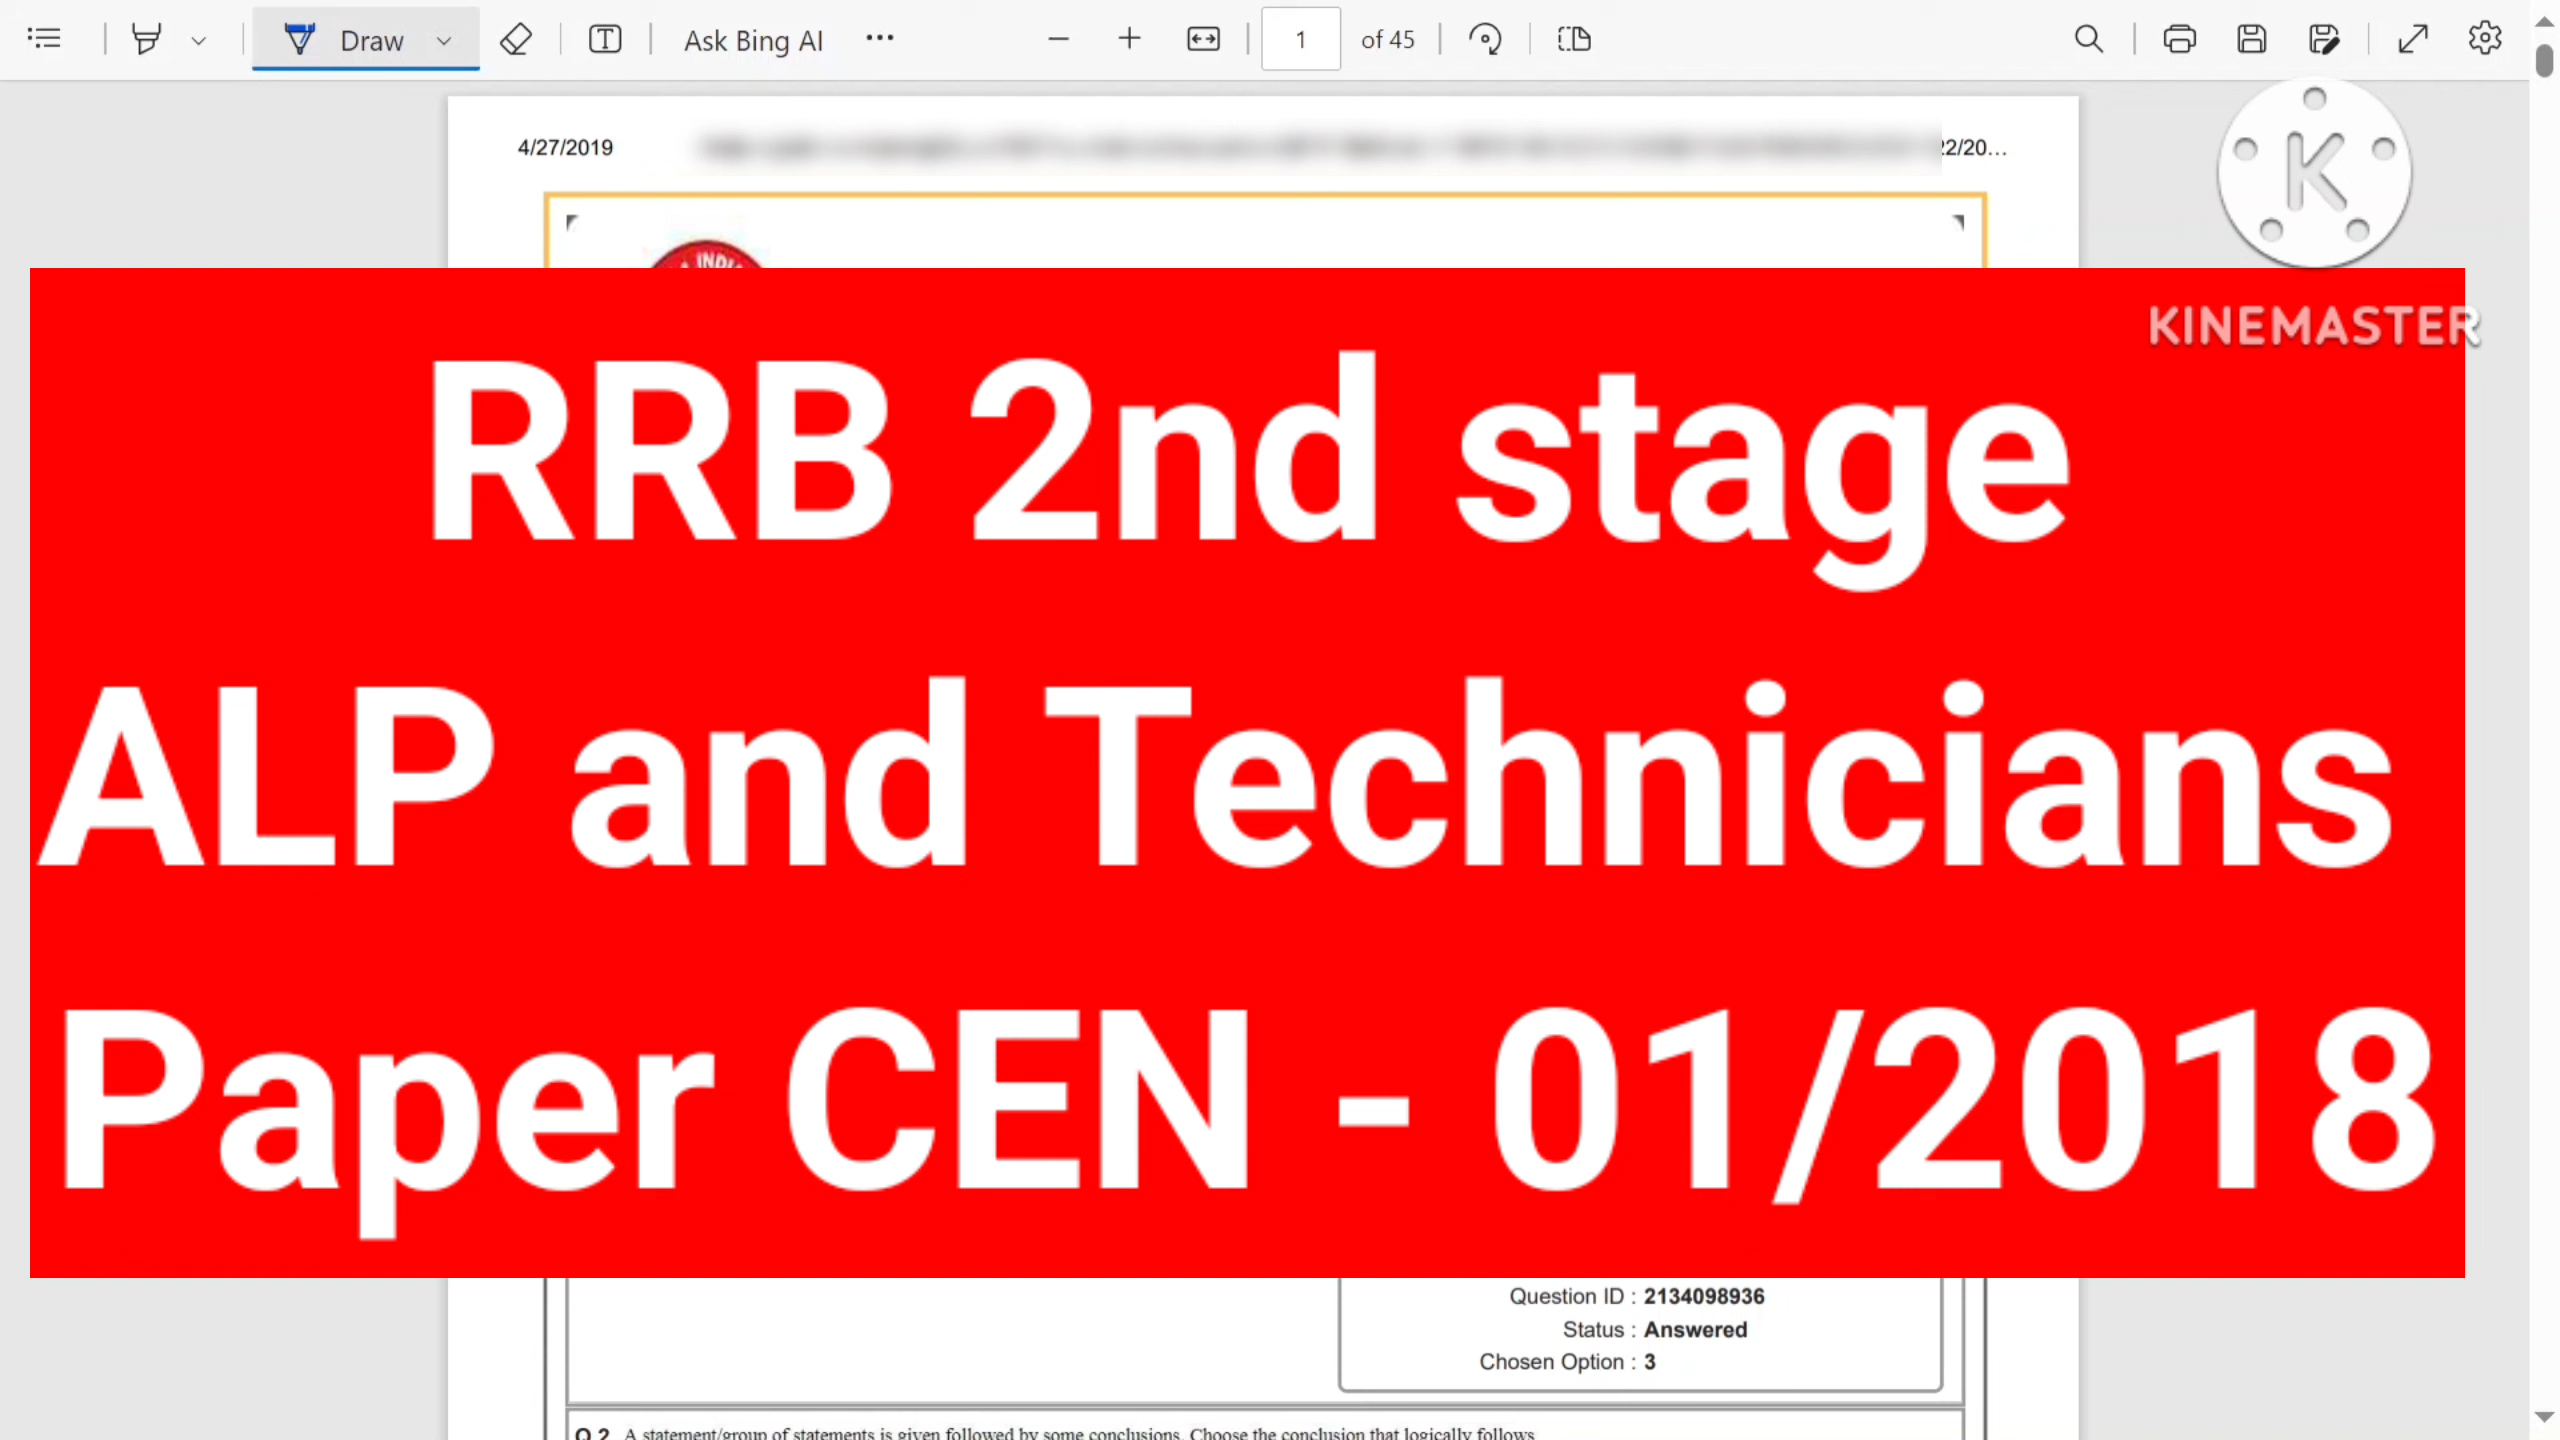 Draw
Ask Bing AI
1 of 45
4/27/2019
22/20...
INDI
K
KINEMASTER
RRB 2nd stage
ALP and Technicians
Paper CEN - 01/2018
Question ID : 2134098936
Status : Answered
Chosen Option : 3
Q.2 A statement/group of statements is given followed by some conclusions. Choose the conclusion that logically follows